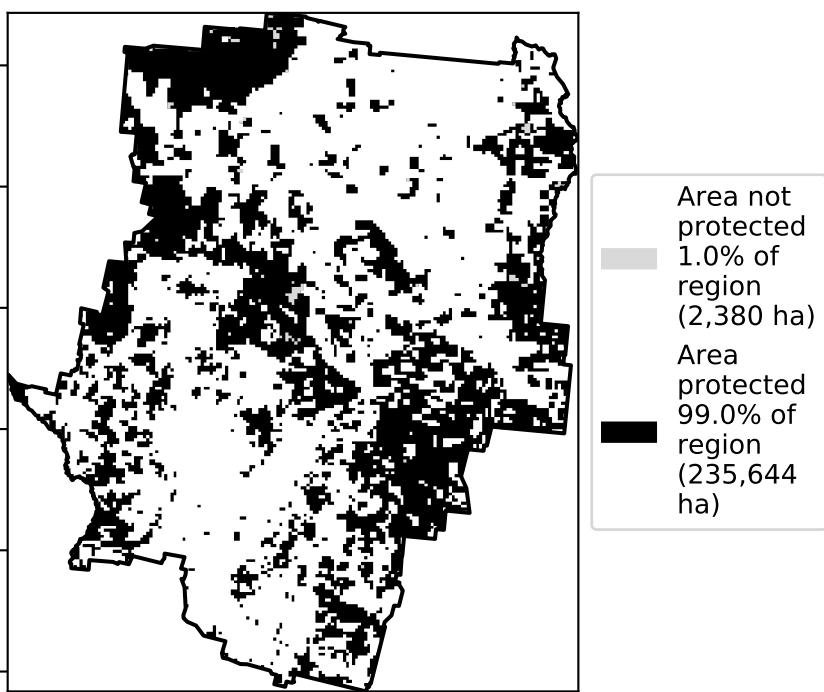 Area not
protected
1.0% of
region
(2,380 ha)
Area
protected
99.0% of
region
(235,644
ha)